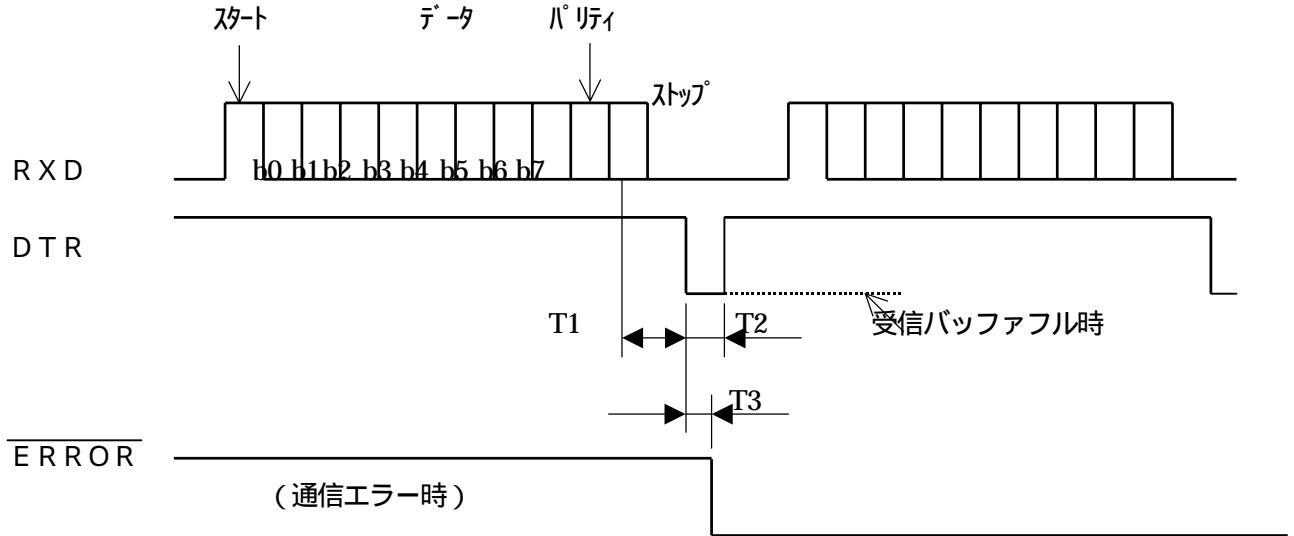 ｽﾀｰﾄ ﾃﾞｰﾀ ﾊﾟﾘﾃｨ
ｽﾄｯﾌﾟ
ＲＸＤ b0 b1 b2 b3 b4 b5 b6 b7
ＤＴＲ
T1 T2 受信バッファフル時
T3
ＥＲＲＯＲ
(通信エラー時)